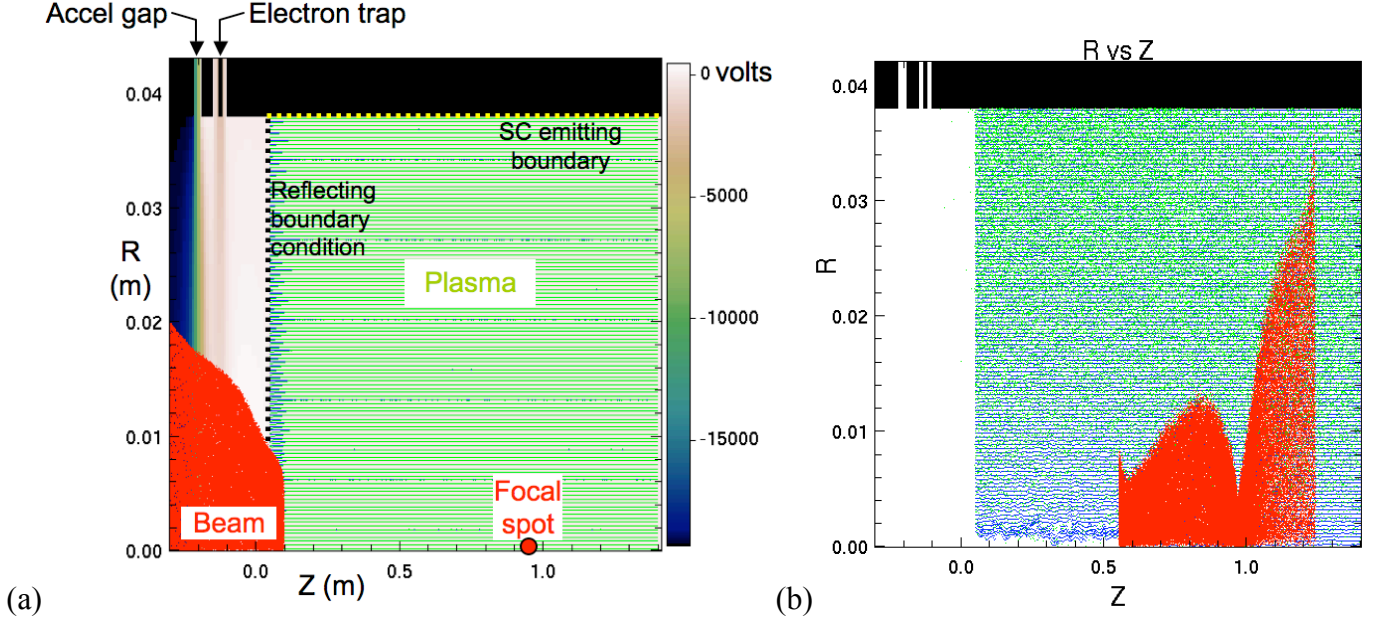 Accel gap
Electron trap
0.04
0.03
R
(m)
0.02
0.01
0.00
0.0
0.5
1.0
Z (m)
SC emitting
boundary
Reflecting
boundary
condition
Plasma
Focal
spot
Beam
0 volts
-5000
-10000
-15000
(a)
R vs Z
0.04
0.03
R
0.02
0.01
0.00
0.0
0.5
1.0
Z
(b)